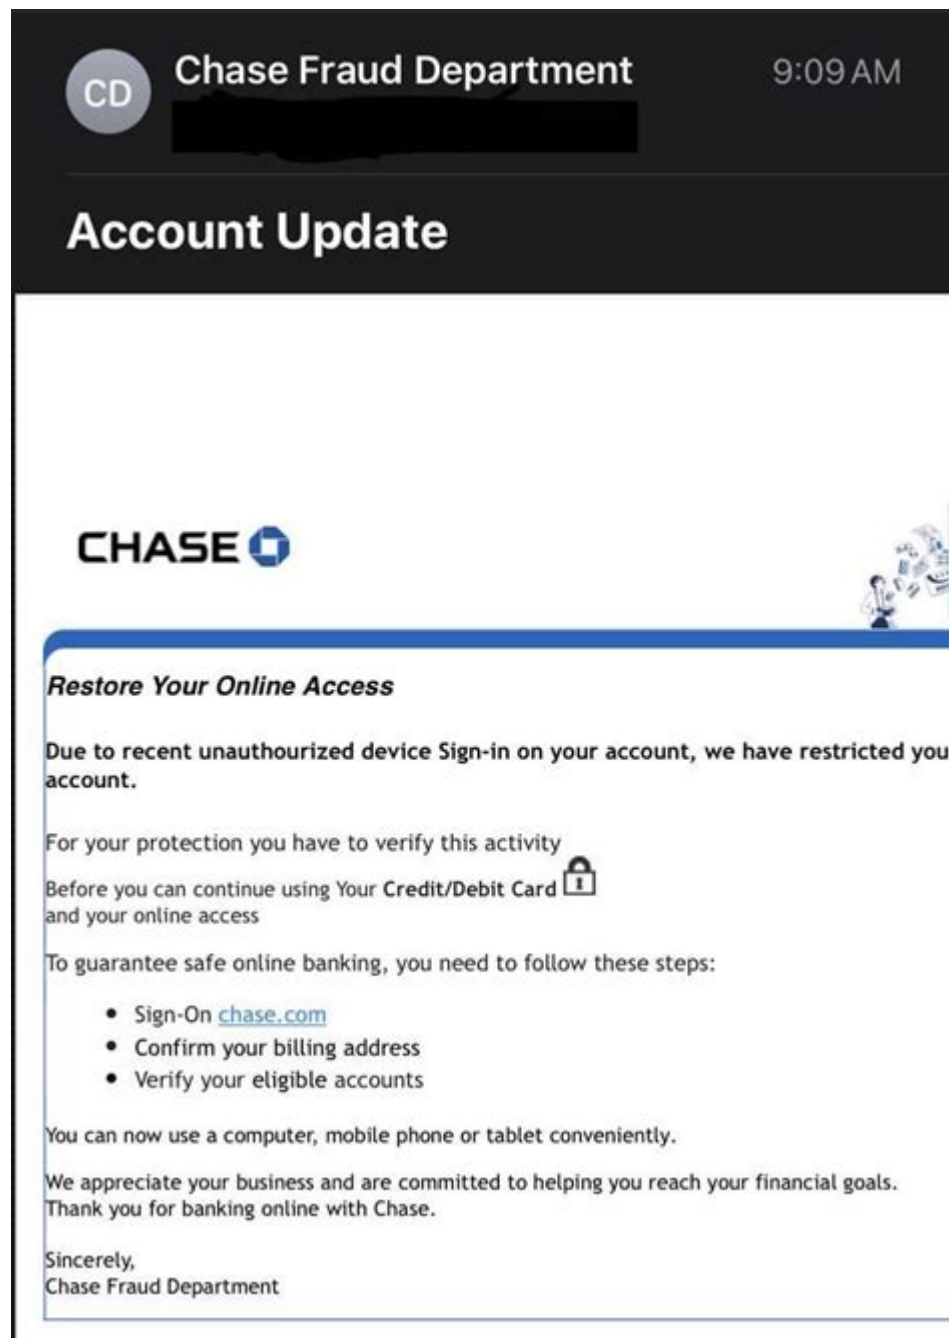 CD
Chase Fraud Department
9:09 AM
Account Update
CHASE
Restore Your Online Access
Due to recent unauthourized device Sign-in on your account, we have restricted you
account.
For your protection you have to verify this activity
Before you can continue using Your Credit/Debit Card
and your online access
To guarantee safe online banking, you need to follow these steps:
• Sign-On chase.com
• Confirm your billing address
• Verify your eligible accounts
You can now use a computer, mobile phone or tablet conveniently.
We appreciate your business and are committed to helping you reach your financial goals.
Thank you for banking online with Chase.
Sincerely,
Chase Fraud Department